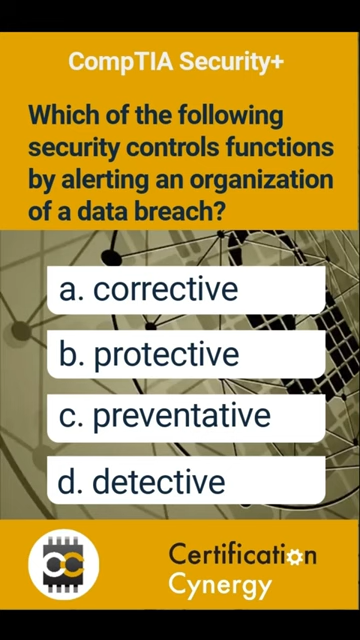 CompTIA Security+
Which of the following
security controls functions
by alerting an organization
of a data breach?
a. corrective
b. protective
c. preventative
d. detective
Certification
Cynergy